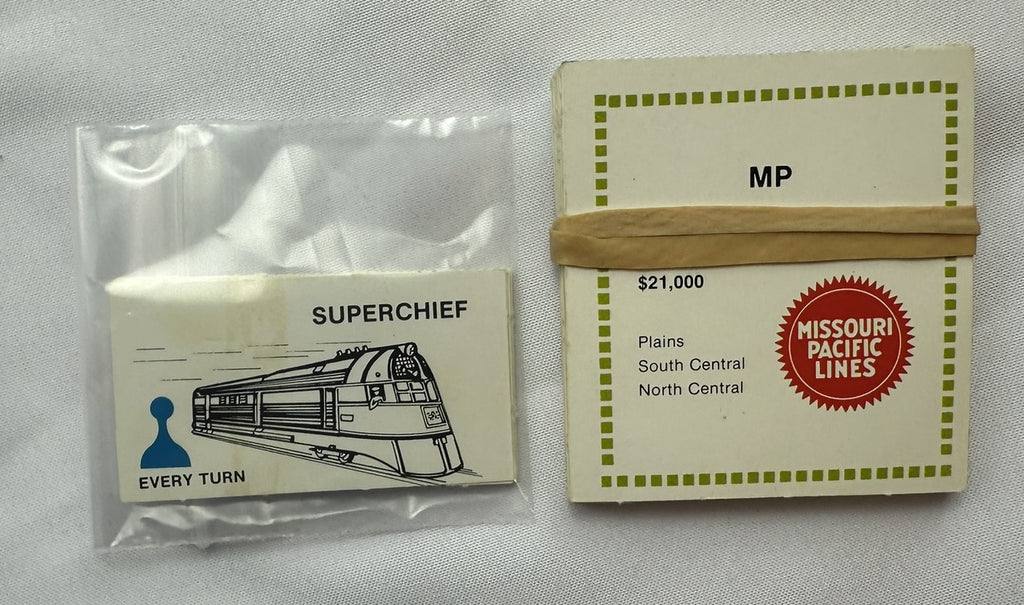 SUPERCHIEF
EVERY TURN
MP
$21,000
Plains
South Central
North Central
MISSOURI
PACIFIC
LINES